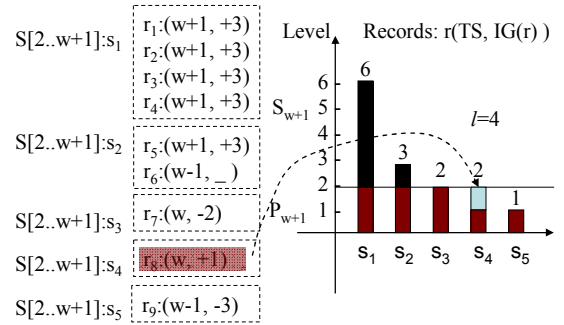 S[2..w+1]:s1
r1:(w+1, +3)
r2:(w+1, +3)
r3:(w+1, +3)
r4:(w+1, +3)
S[2..w+1]:s2
r5:(w+1, +3)
r6:(w-1, _ )
S[2..w+1]:s3
r7:(w, -2)
S[2..w+1]:s4
r8:(w, +1)
S[2..w+1]:s5
r9:(w-1, -3)
Level
Records: r(TS, IG(r) )
6
5
4
3
2
1
Sw+1
Pw+1
6
3
2
2
1
l=4
s1 s2 s3 s4 s5